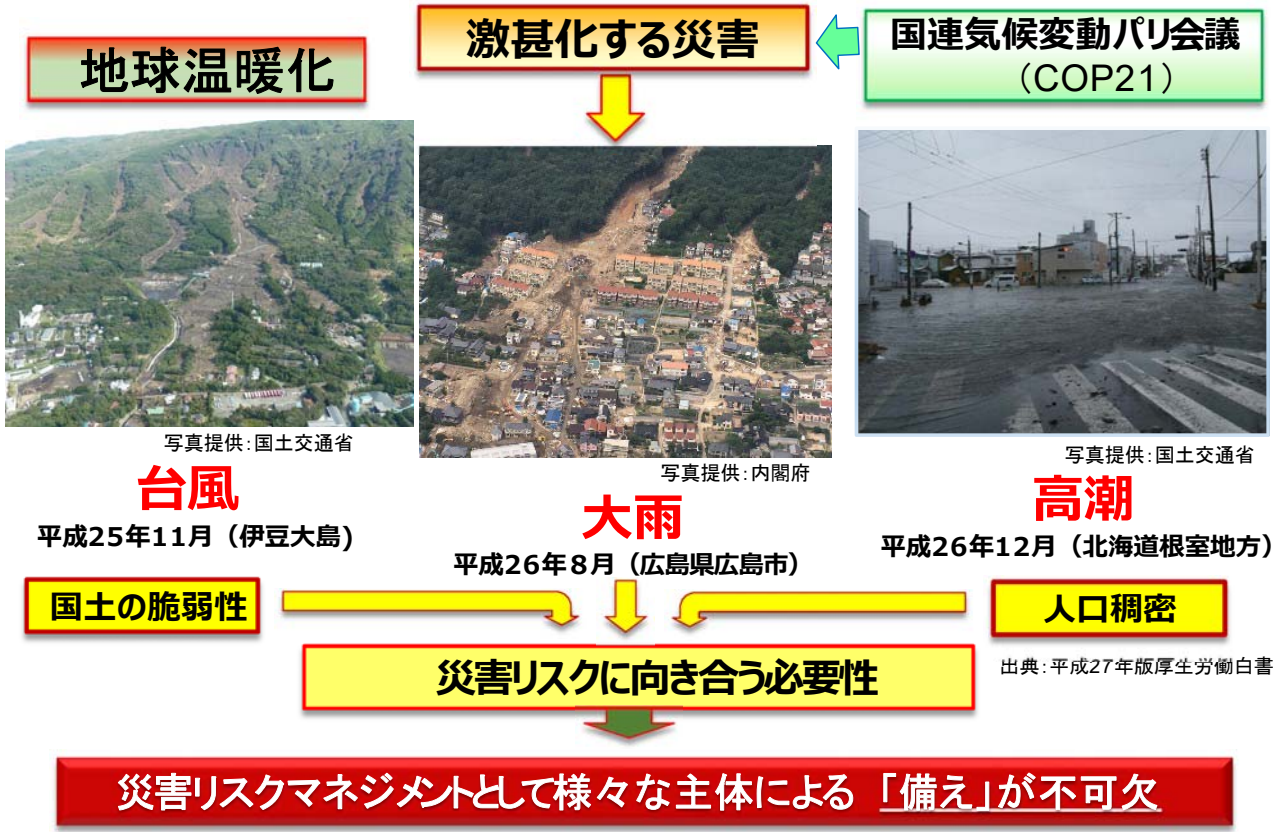 地球温暖化
激甚化する災害
国連気候変動パリ会議
（COP21）
写真提供：国土交通省
台風
平成25年11月（伊豆大島)
写真提供：内閣府
大雨
平成26年８月（広島県広島市）
写真提供：国土交通省
高潮
平成26年12月（北海道根室地方）
国土の脆弱性
人口稠密
災害リスクに向き合う必要性
出典：平成27年版厚生労働白書
災害リスクマネジメントとして様々な主体による 「備え」が不可欠